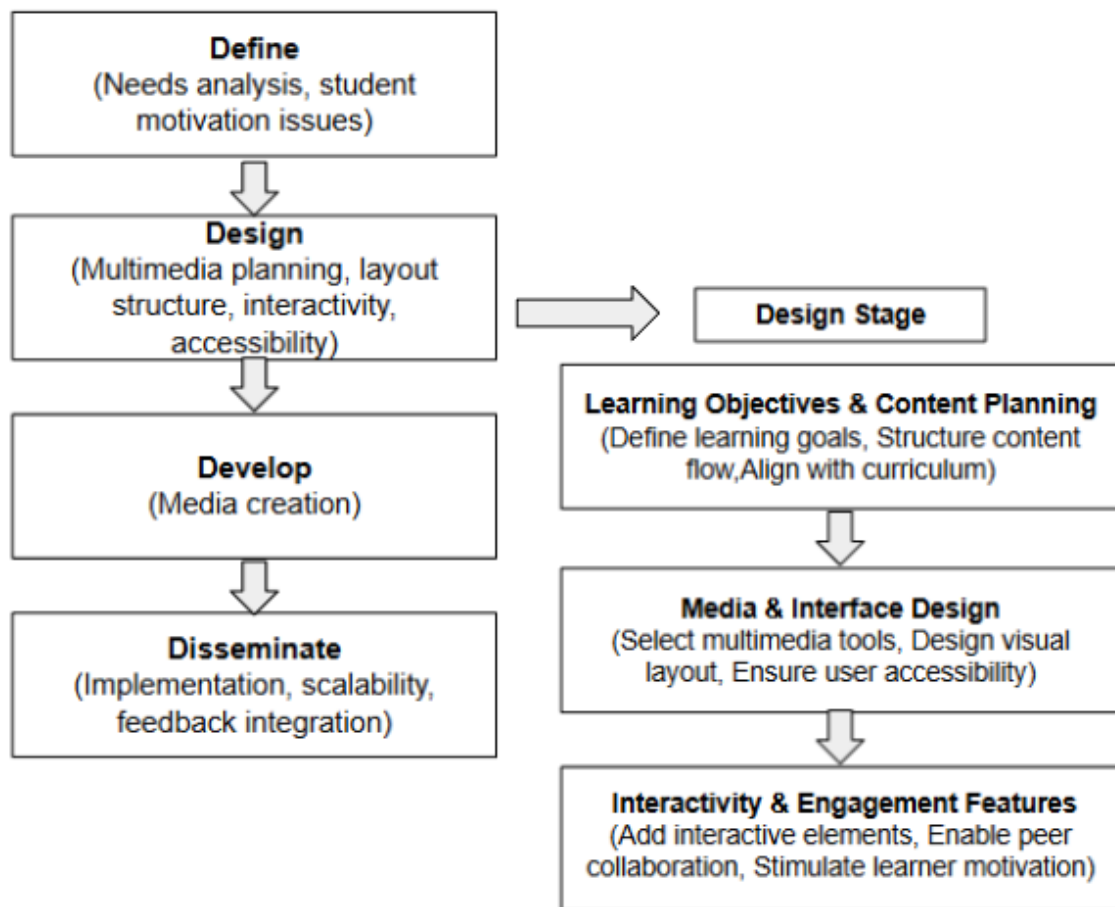 Define
(Needs analysis, student
motivation issues)
Design
(Multimedia planning, layout
structure, interactivity,
accessibility)
Develop
(Media creation)
Disseminate
(Implementation, scalability,
feedback integration)
Design Stage
Learning Objectives & Content Planning
(Define learning goals, Structure content
flow,Align with curriculum)
Media & Interface Design
(Select multimedia tools, Design visual
layout, Ensure user accessibility)
Interactivity & Engagement Features
(Add interactive elements, Enable peer
collaboration, Stimulate learner motivation)